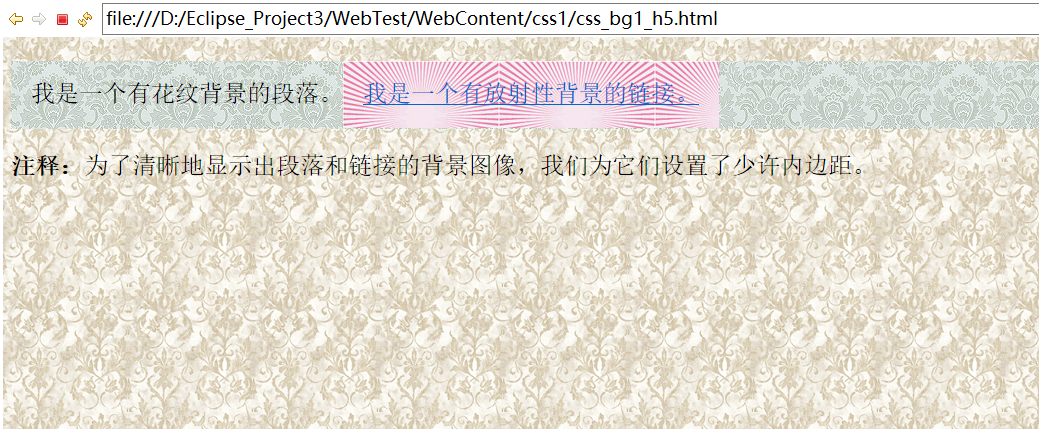 file:///D:/Eclipse_Project3/WebTest/WebContent/css1/css_bg1_h5.html
我是一个有花纹背景的段落。 我是一个有放射性背景的链接。
注释：为了清晰地显示出段落和链接的背景图像，我们为它们设置了少许内边距。